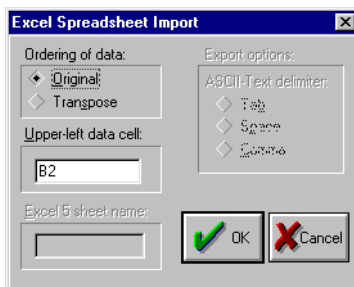 Excel Spreadsheet Import
Ordering of data:
Original
Transpose
Upper-left data cell:
B2
Excel 5 sheet name:
Export options:
ASCII-Text delimiter:
Tab
Space
Comma
OK
Cancel